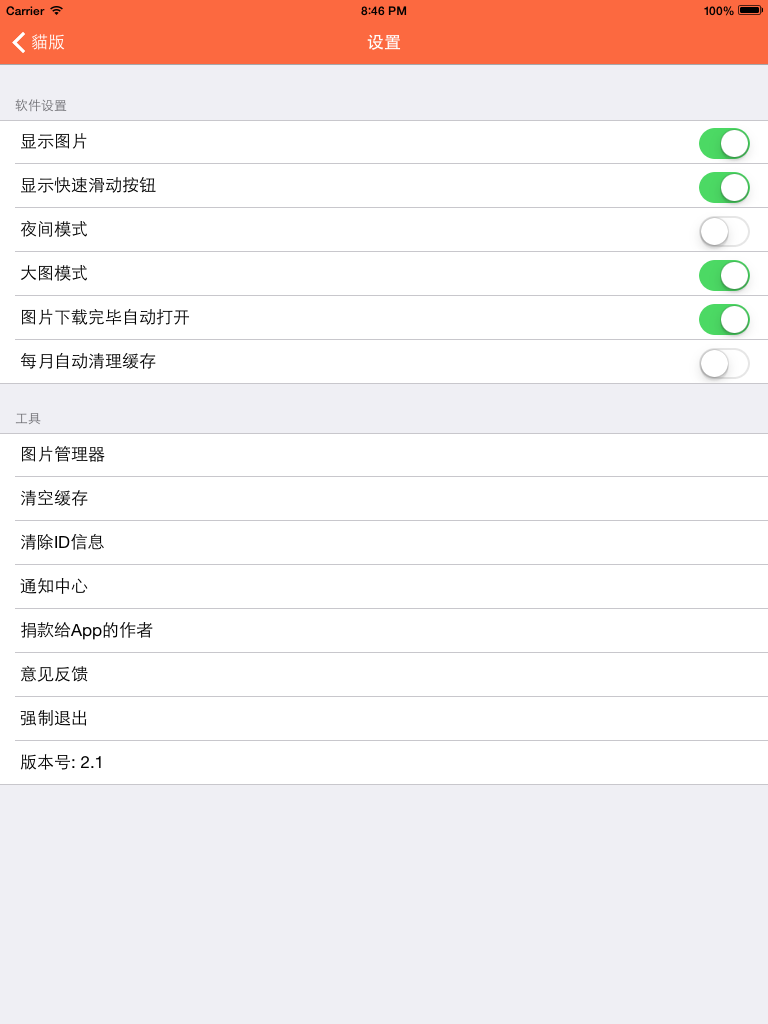 Carrier 8:46 PM 100%
貓版 设置
软件设置
显示图片
显示快速滑动按钮
夜间模式
大图模式
图片下载完毕自动打开
每月自动清理缓存
工具
图片管理器
清空缓存
清除ID信息
通知中心
捐款给App的作者
意见反馈
强制退出
版本号: 2.1